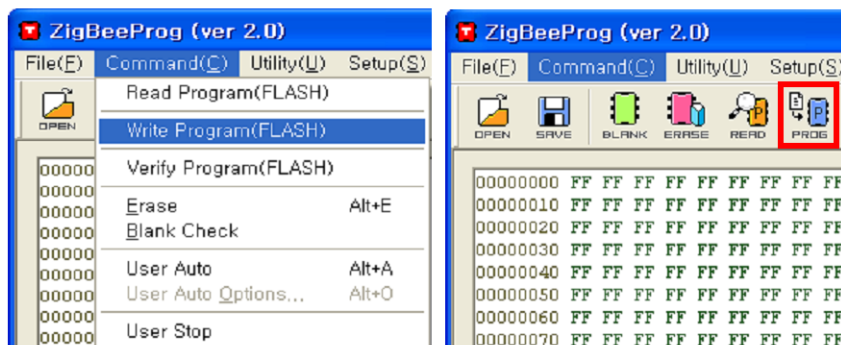 ZigBeeProg (ver 2.0)
File(F) Command(C) Utility(U) Setup(S)
OPEN
Read Program(FLASH)
Write Program(FLASH)
Verify Program(FLASH)
Erase Alt+E
Blank Check
User Auto Alt+A
User Auto Options... Alt+O
User Stop
00000
00000
00000
00000
00000
00000
00000
00000
00000
ZigBeeProg (ver 2.0)
File(F) Command(C) Utility(U) Setup(S)
OPEN SAVE BLANK ERASE READ PROG
00000000 FF FF FF FF FF FF FF FF FF
00000010 FF FF FF FF FF FF FF FF FF
00000020 FF FF FF FF FF FF FF FF FF
00000030 FF FF FF FF FF FF FF FF FF
00000040 FF FF FF FF FF FF FF FF FF
00000050 FF FF FF FF FF FF FF FF FF
00000060 FF FF FF FF FF FF FF FF FF
00000070 FF FF FF FF FF FF FF FF FF